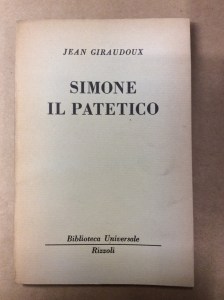 JEAN GIRAUDOUX
SIMONE
IL PATETICO
Biblioteca Universale
Rizzoli